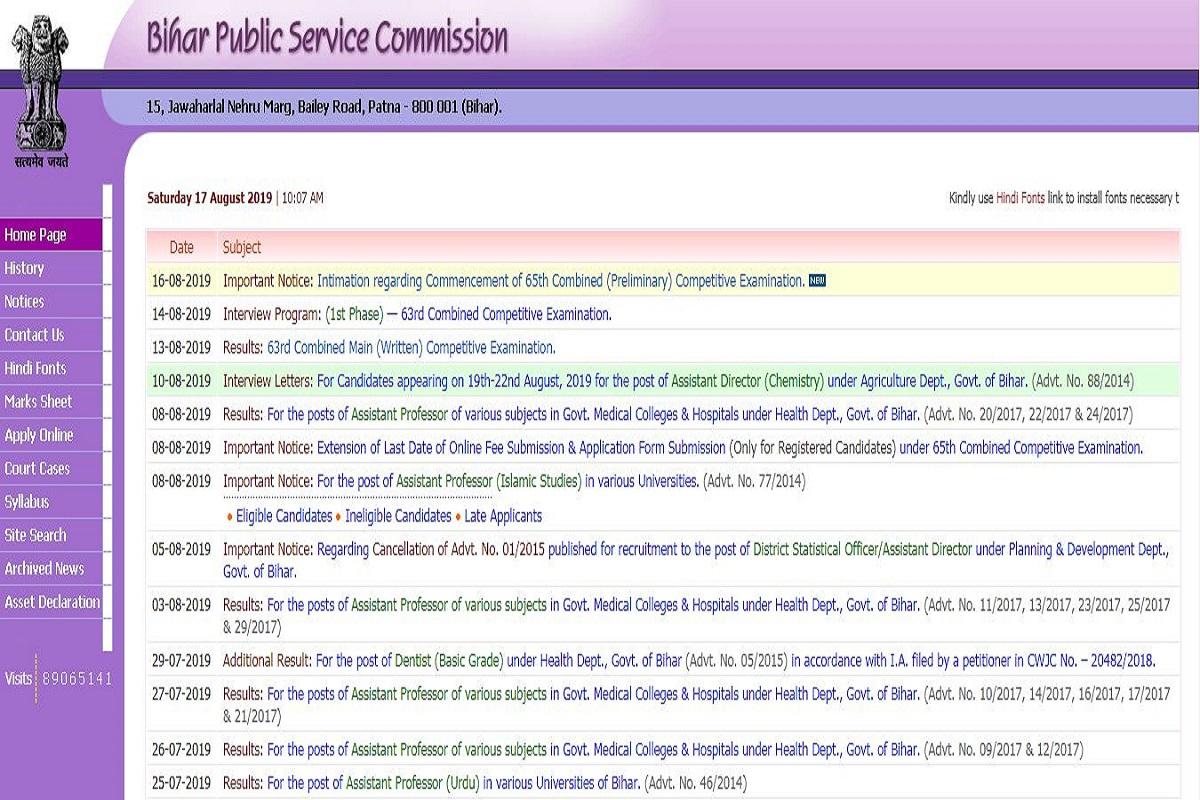 Bihar Public Service Commission
15, Jawaharlal Nehru Marg, Bailey Road, Patna - 800 001 (Bihar).
सत्यमेव जयते
Saturday 17 August 2019 | 10:07 AM
Kindly use Hindi Fonts link to install fonts necessary t
Home Page
History
Notices
Contact Us
Hindi Fonts
Marks Sheet
Apply Online
Court Cases
Syllabus
Site Search
Archived News
Asset Declaration
Visits 89065141
Date Subject
16-08-2019 Important Notice: Intimation regarding Commencement of 65th Combined (Preliminary) Competitive Examination. NEW
14-08-2019 Interview Program: (1st Phase) — 63rd Combined Competitive Examination.
13-08-2019 Results: 63rd Combined Main (Written) Competitive Examination.
10-08-2019 Interview Letters: For Candidates appearing on 19th-22nd August, 2019 for the post of Assistant Director (Chemistry) under Agriculture Dept., Govt. of Bihar. (Advt. No. 88/2014)
08-08-2019 Results: For the posts of Assistant Professor of various subjects in Govt. Medical Colleges & Hospitals under Health Dept., Govt. of Bihar. (Advt. No. 20/2017, 22/2017 & 24/2017)
08-08-2019 Important Notice: Extension of Last Date of Online Fee Submission & Application Form Submission (Only for Registered Candidates) under 65th Combined Competitive Examination.
08-08-2019 Important Notice: For the post of Assistant Professor (Islamic Studies) in various Universities. (Advt. No. 77/2014)
• Eligible Candidates • Ineligible Candidates • Late Applicants
05-08-2019 Important Notice: Regarding Cancellation of Advt. No. 01/2015 published for recruitment to the post of District Statistical Officer/Assistant Director under Planning & Development Dept.,
Govt. of Bihar.
03-08-2019 Results: For the posts of Assistant Professor of various subjects in Govt. Medical Colleges & Hospitals under Health Dept., Govt. of Bihar. (Advt. No. 11/2017, 13/2017, 23/2017, 25/2017
& 29/2017)
29-07-2019 Additional Result: For the post of Dentist (Basic Grade) under Health Dept., Govt. of Bihar (Advt. No. 05/2015) in accordance with I.A. filed by a petitioner in CWJC No. – 20482/2018.
27-07-2019 Results: For the posts of Assistant Professor of various subjects in Govt. Medical Colleges & Hospitals under Health Dept., Govt. of Bihar. (Advt. No. 10/2017, 14/2017, 16/2017, 17/2017
& 21/2017)
26-07-2019 Results: For the posts of Assistant Professor of various subjects in Govt. Medical Colleges & Hospitals under Health Dept., Govt. of Bihar. (Advt. No. 09/2017 & 12/2017)
25-07-2019 Results: For the post of Assistant Professor (Urdu) in various Universities of Bihar. (Advt. No. 46/2014)